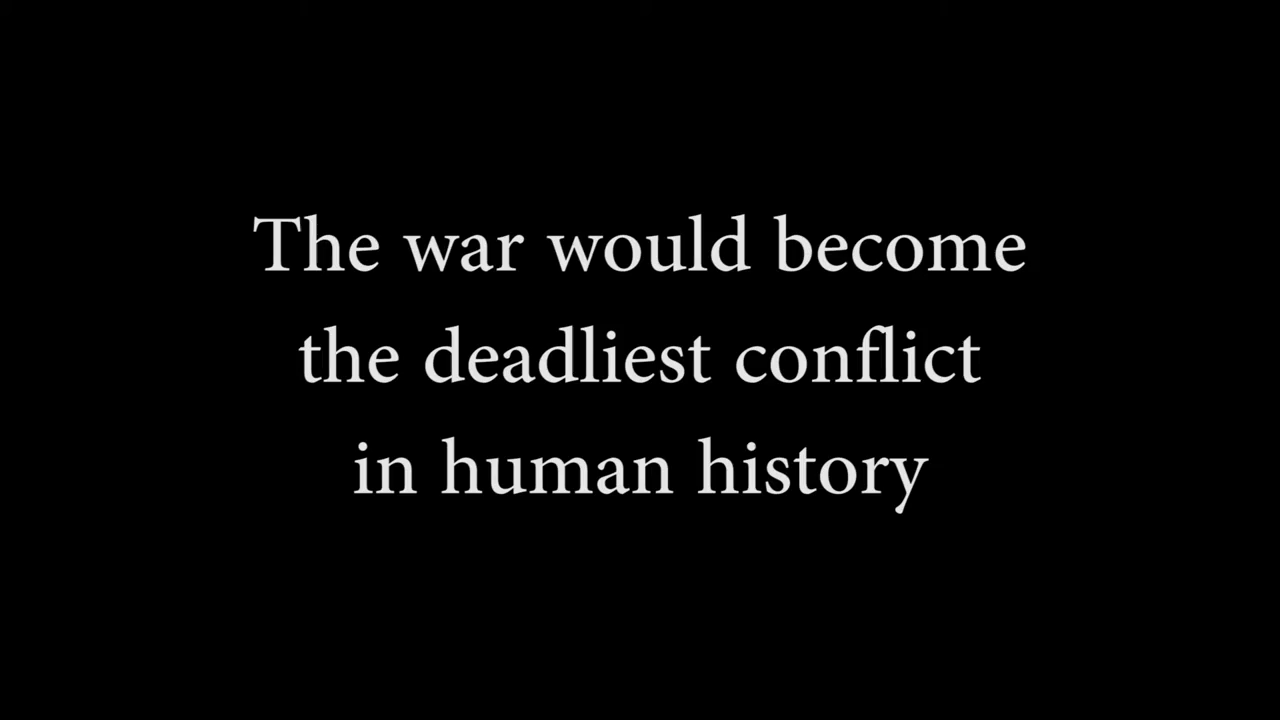 The war would become
the deadliest conflict
in human history